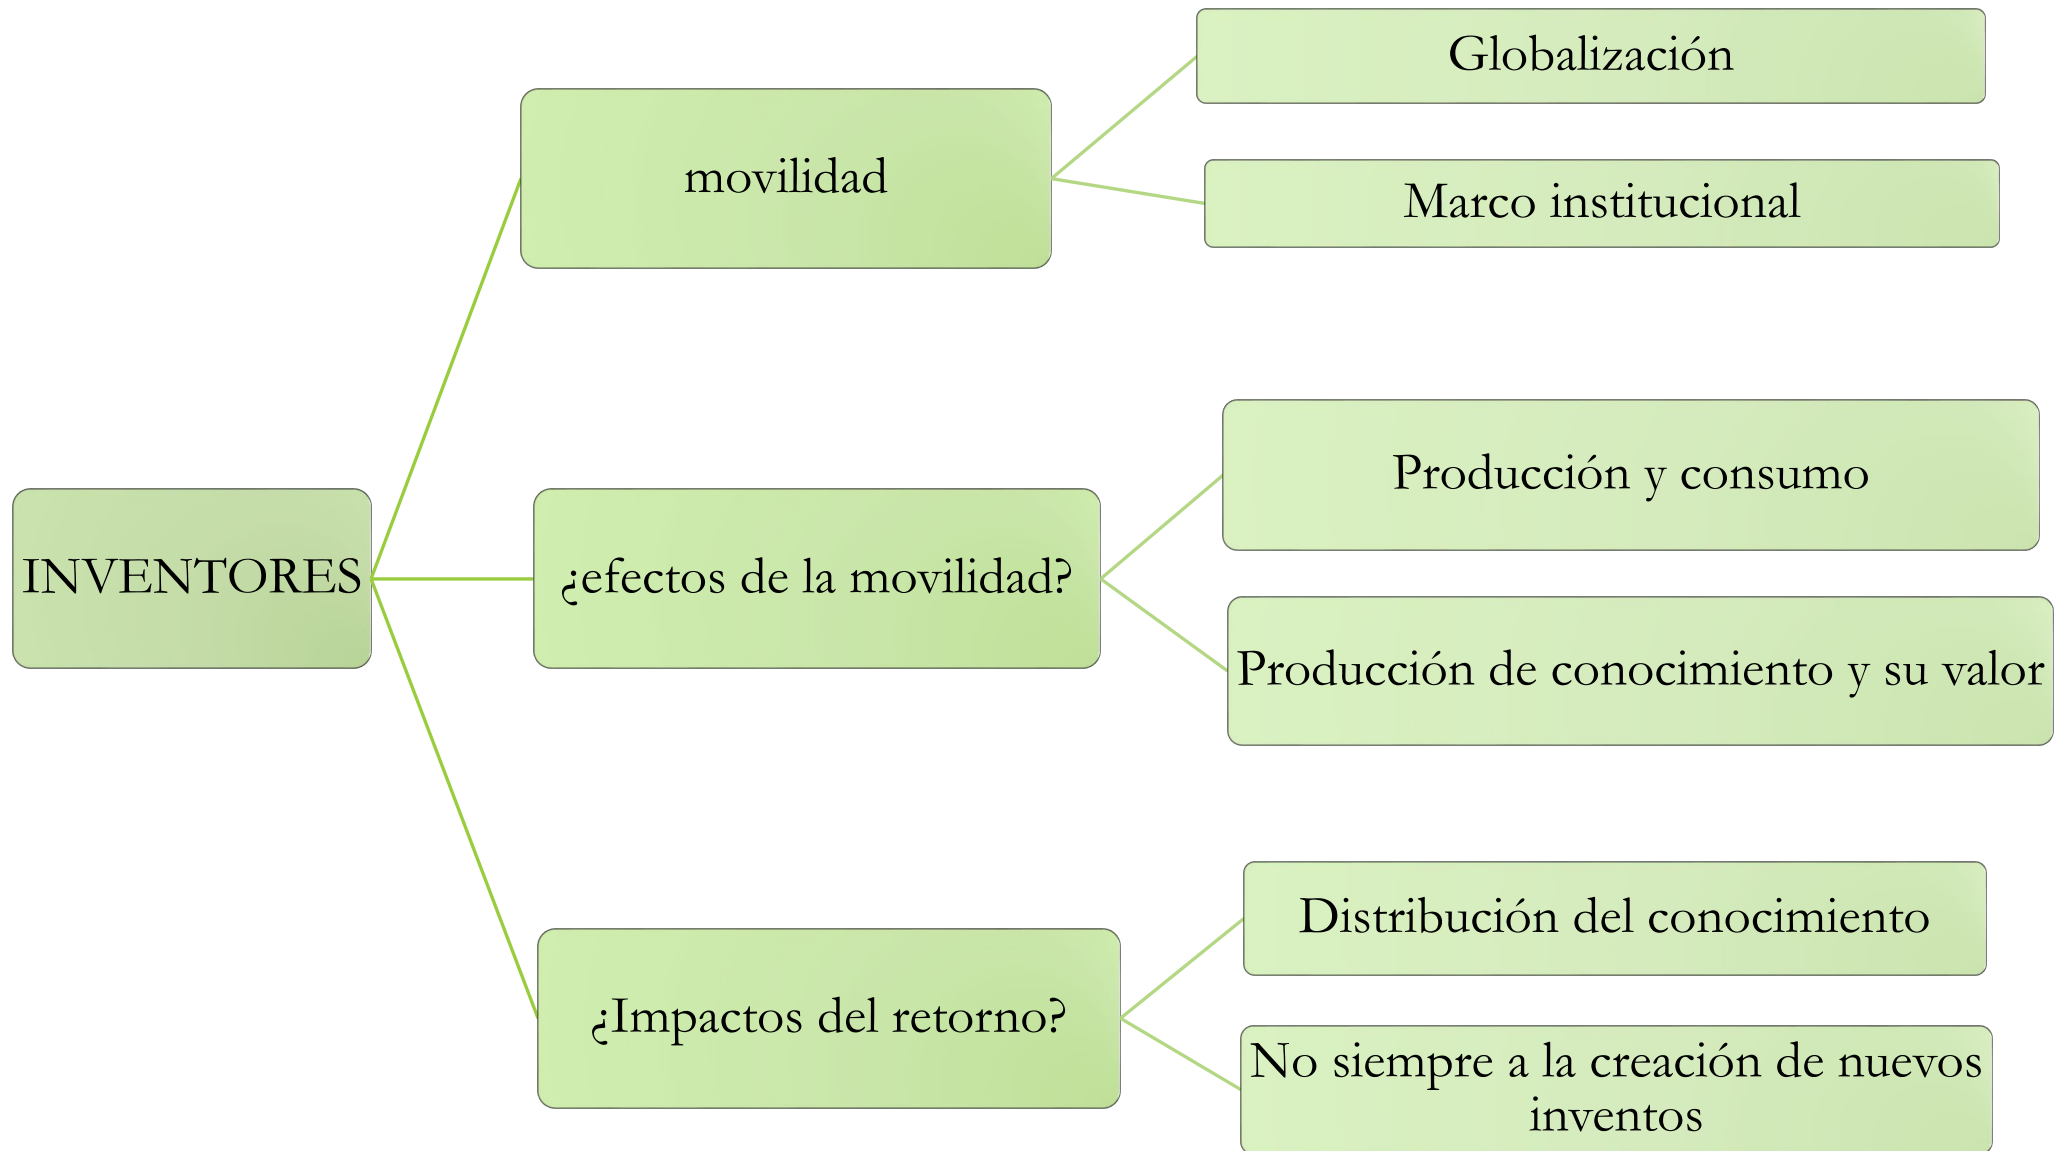 INVENTORES
movilidad
Globalización
Marco institucional
¿efectos de la movilidad?
Producción y consumo
Producción de conocimiento y su valor
¿Impactos del retorno?
Distribución del conocimiento
No siempre a la creación de nuevos
inventos